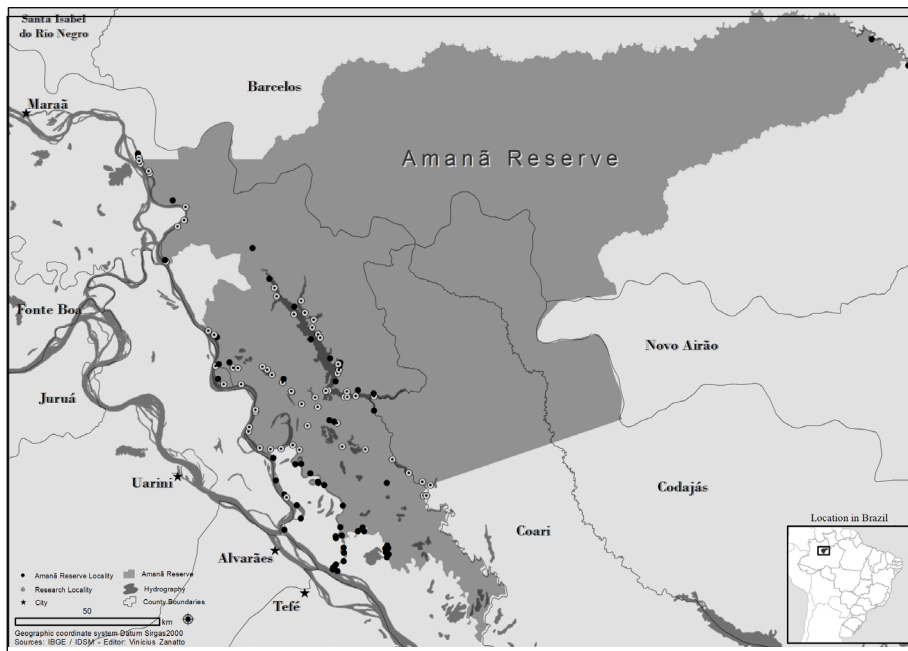 Santa Isabel
do Rio Negro
Barcelos
Maraã
Amanã Reserve
Fonte Boa
Novo Airão
Juruá
Uarini
Codajás
Coari
Location in Brazil
Alvarães
Tefé
Amanã Reserve Locality
Amanã Reserve
Research Locality
Hydrography
City
County Boundaries
50
km
Geographic coordinate system Datum Sirgas2000
Sources: IBGE / IDSM - Editor: Vinícius Zanatto